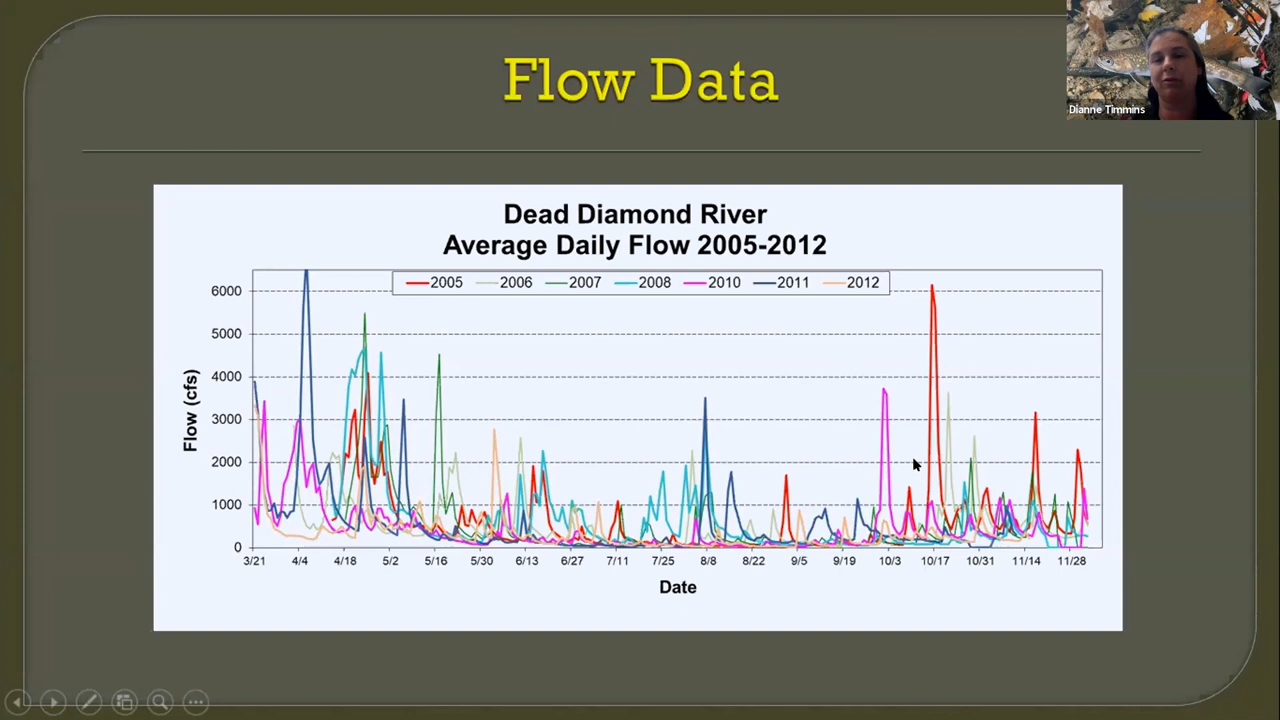 Flow Data
Dianne Timmins
Dead Diamond River
Average Daily Flow 2005-2012
2005 2006 2007 2008 2010 2011 2012
6000
5000
4000
3000
2000
1000
0
Flow (cfs)
3/21 4/4 4/18 5/2 5/16 5/30 6/13 6/27 7/11 7/25 8/8 8/22 9/5 9/19 10/3 10/17 10/31 11/14 11/28
Date